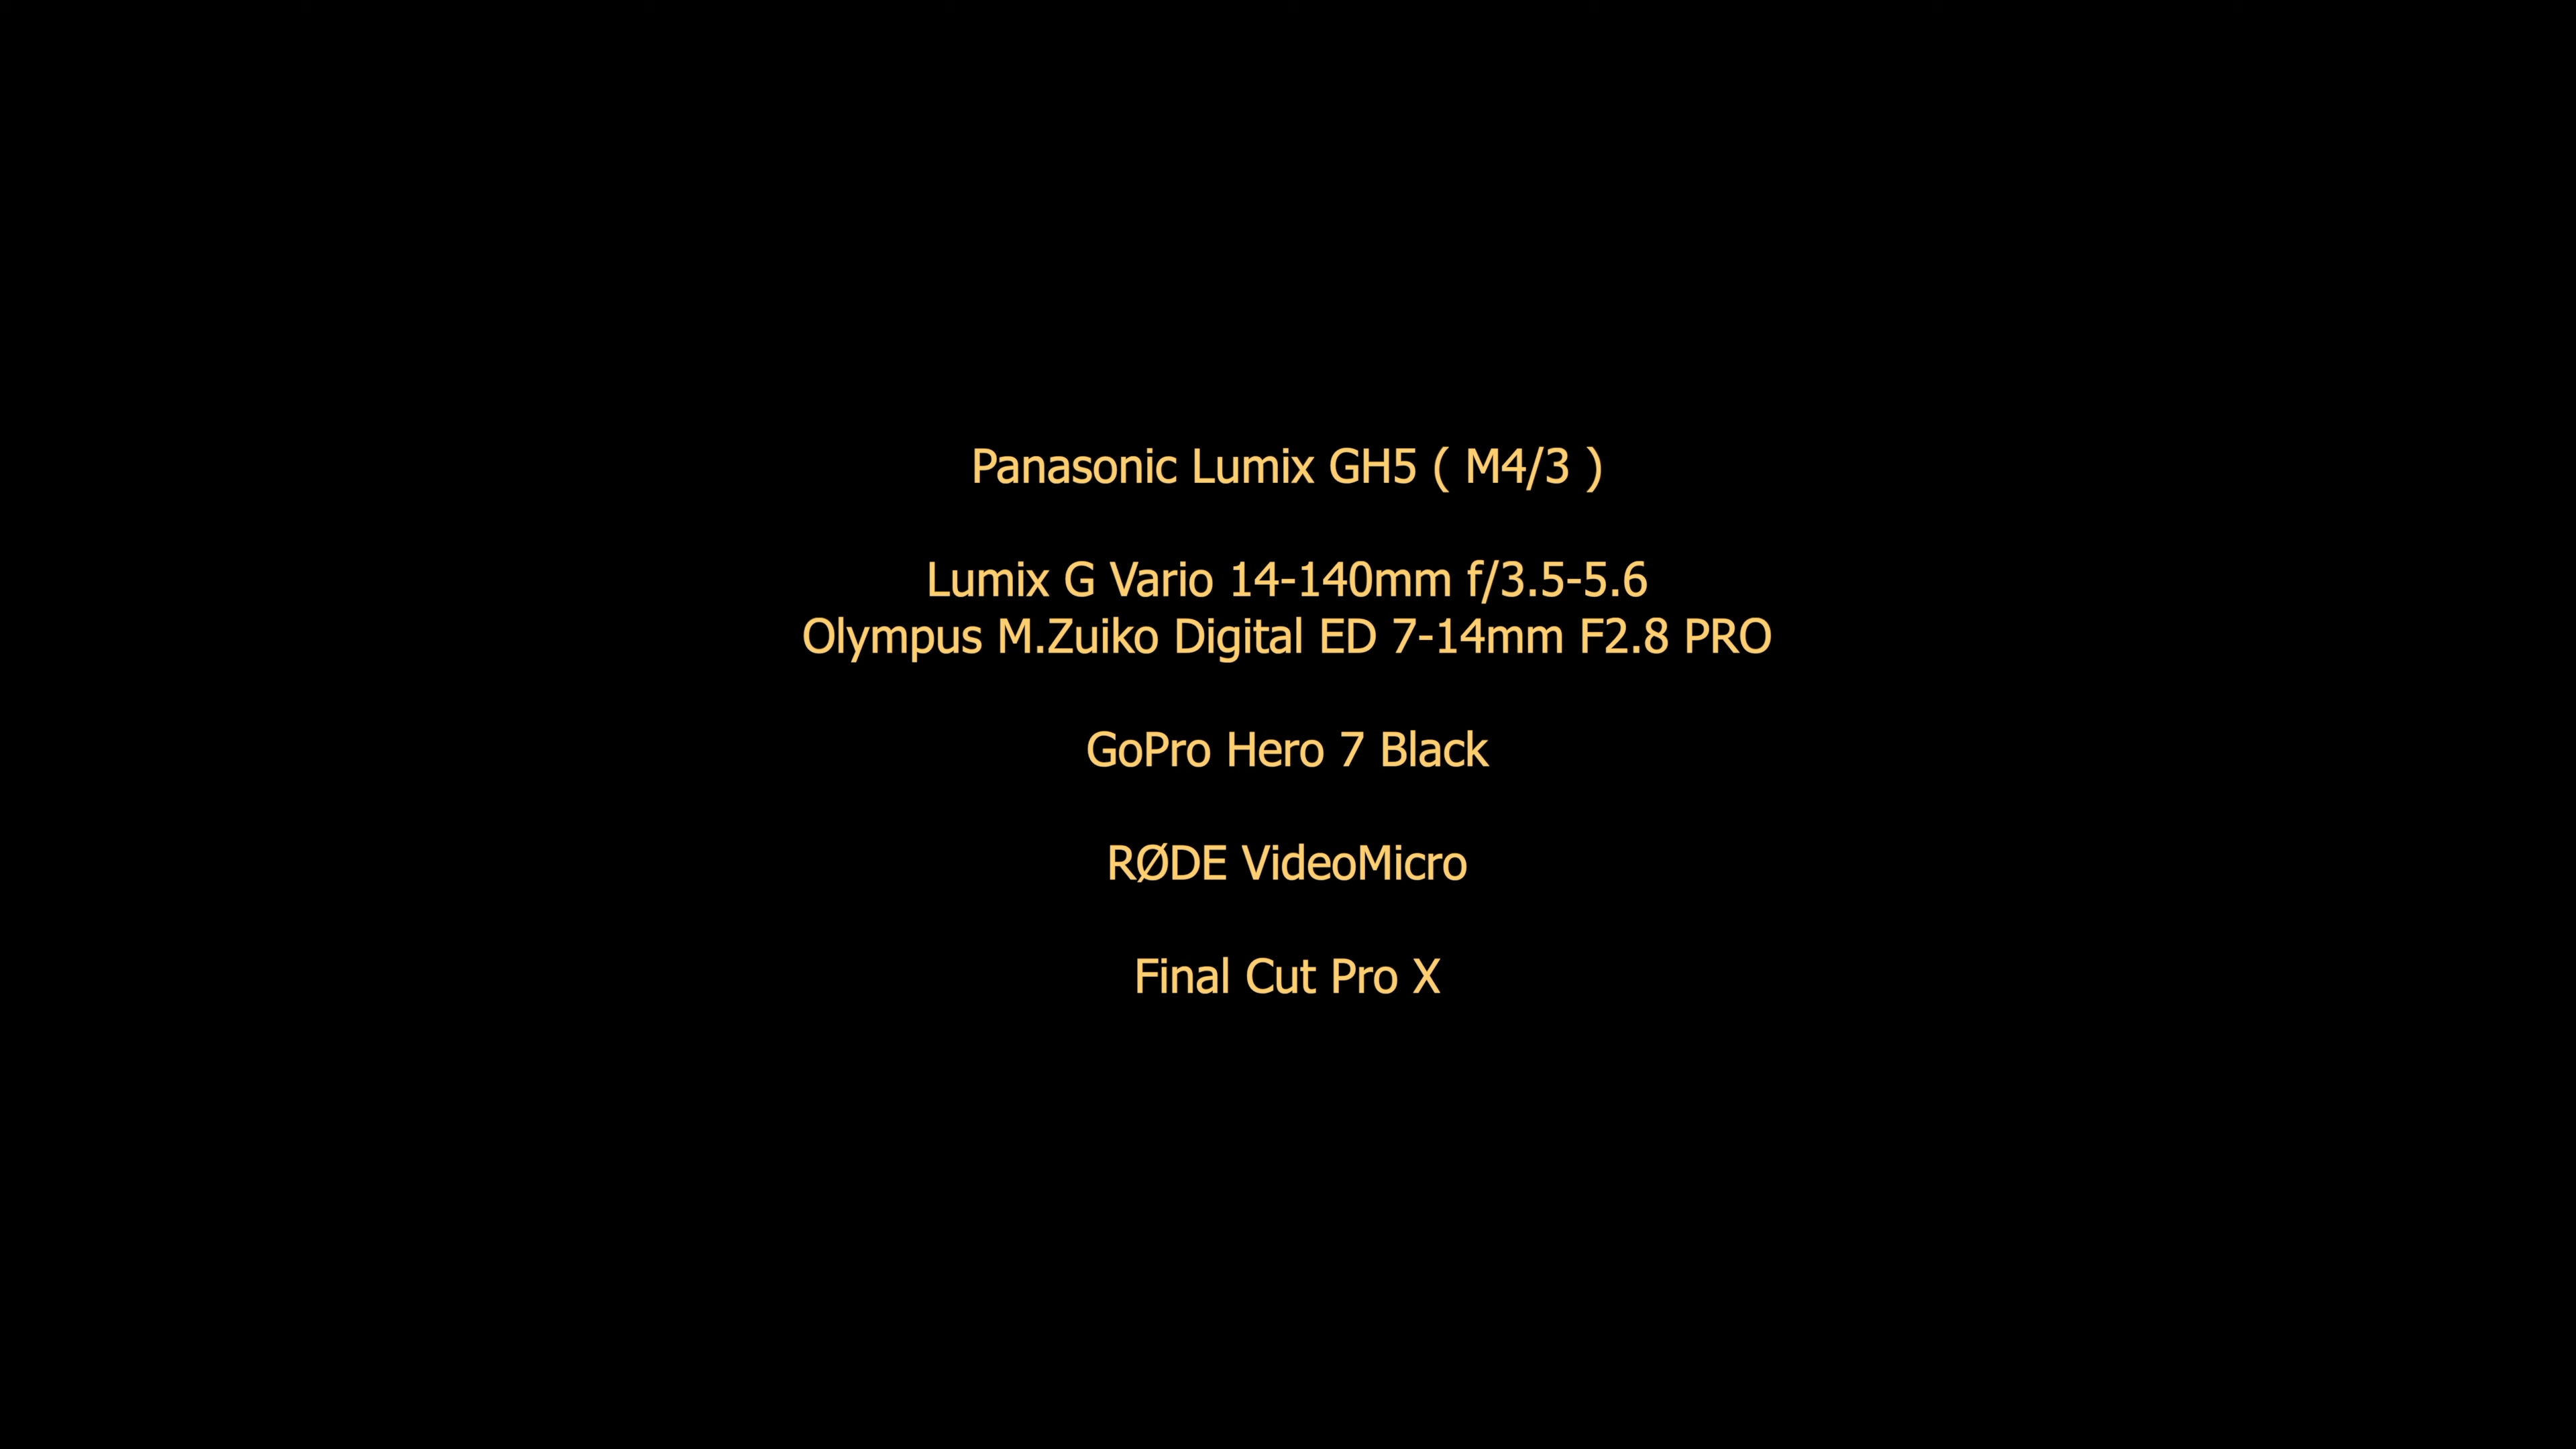 Panasonic Lumix GH5 ( M4/3 )
Lumix G Vario 14-140mm f/3.5-5.6
Olympus M.Zuiko Digital ED 7-14mm F2.8 PRO
GoPro Hero 7 Black
RØDE VideoMicro
Final Cut Pro X